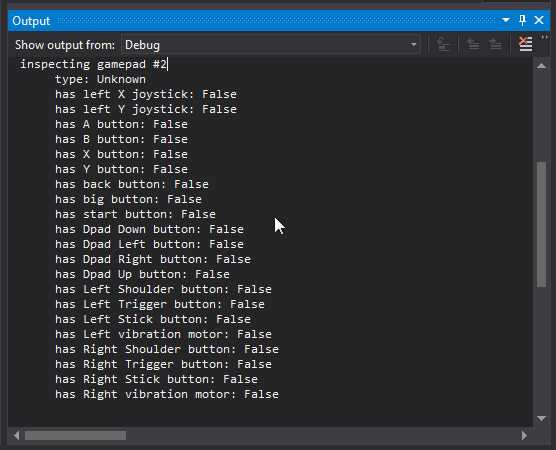 Output
Show output from: Debug
inspecting gamepad #2
type: Unknown
has left X joystick: False
has left Y joystick: False
has A button: False
has B button: False
has X button: False
has Y button: False
has back button: False
has big button: False
has start button: False
has Dpad Down button: False
has Dpad Left button: False
has Dpad Right button: False
has Dpad Up button: False
has Left Shoulder button: False
has Left Trigger button: False
has Left Stick button: False
has Left vibration motor: False
has Right Shoulder button: False
has Right Trigger button: False
has Right Stick button: False
has Right vibration motor: False